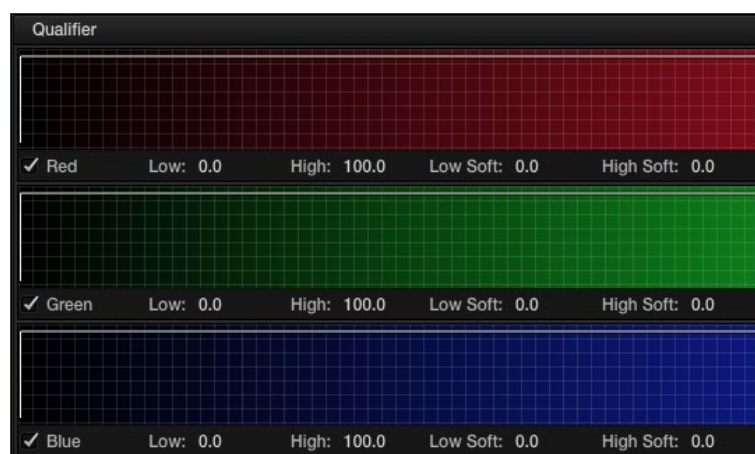 Qualifier
Red Low: 0.0 High: 100.0 Low Soft: 0.0 High Soft: 0.0
Green Low: 0.0 High: 100.0 Low Soft: 0.0 High Soft: 0.0
Blue Low: 0.0 High: 100.0 Low Soft: 0.0 High Soft: 0.0